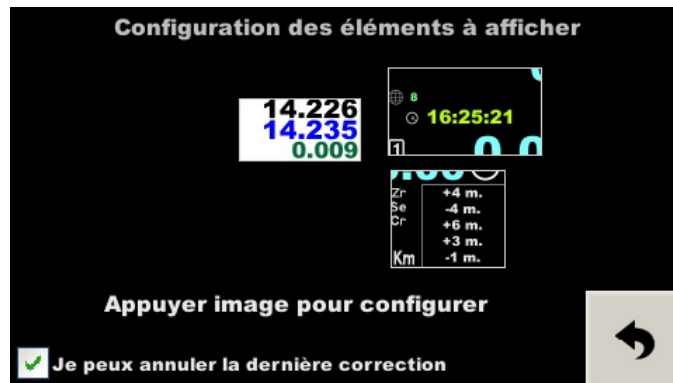 Configuration des éléments à afficher
14.226
14.235
0.009
8
16:25:21
1
Zr +4 m.
Se -4 m.
Cr +6 m.
+3 m.
Km -1 m.
Appuyer image pour configurer
Je peux annuler la dernière correction